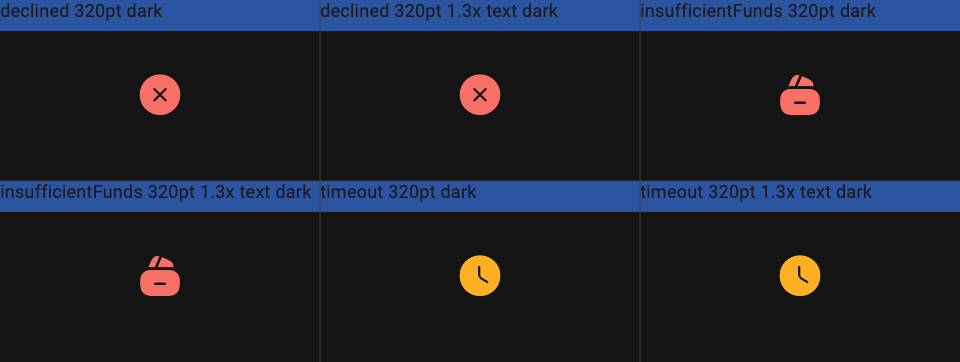 declined 320pt dark
declined 320pt 1.3x text dark
insufficientFunds 320pt dark
insufficientFunds 320pt 1.3x text dark
timeout 320pt dark
timeout 320pt 1.3x text dark